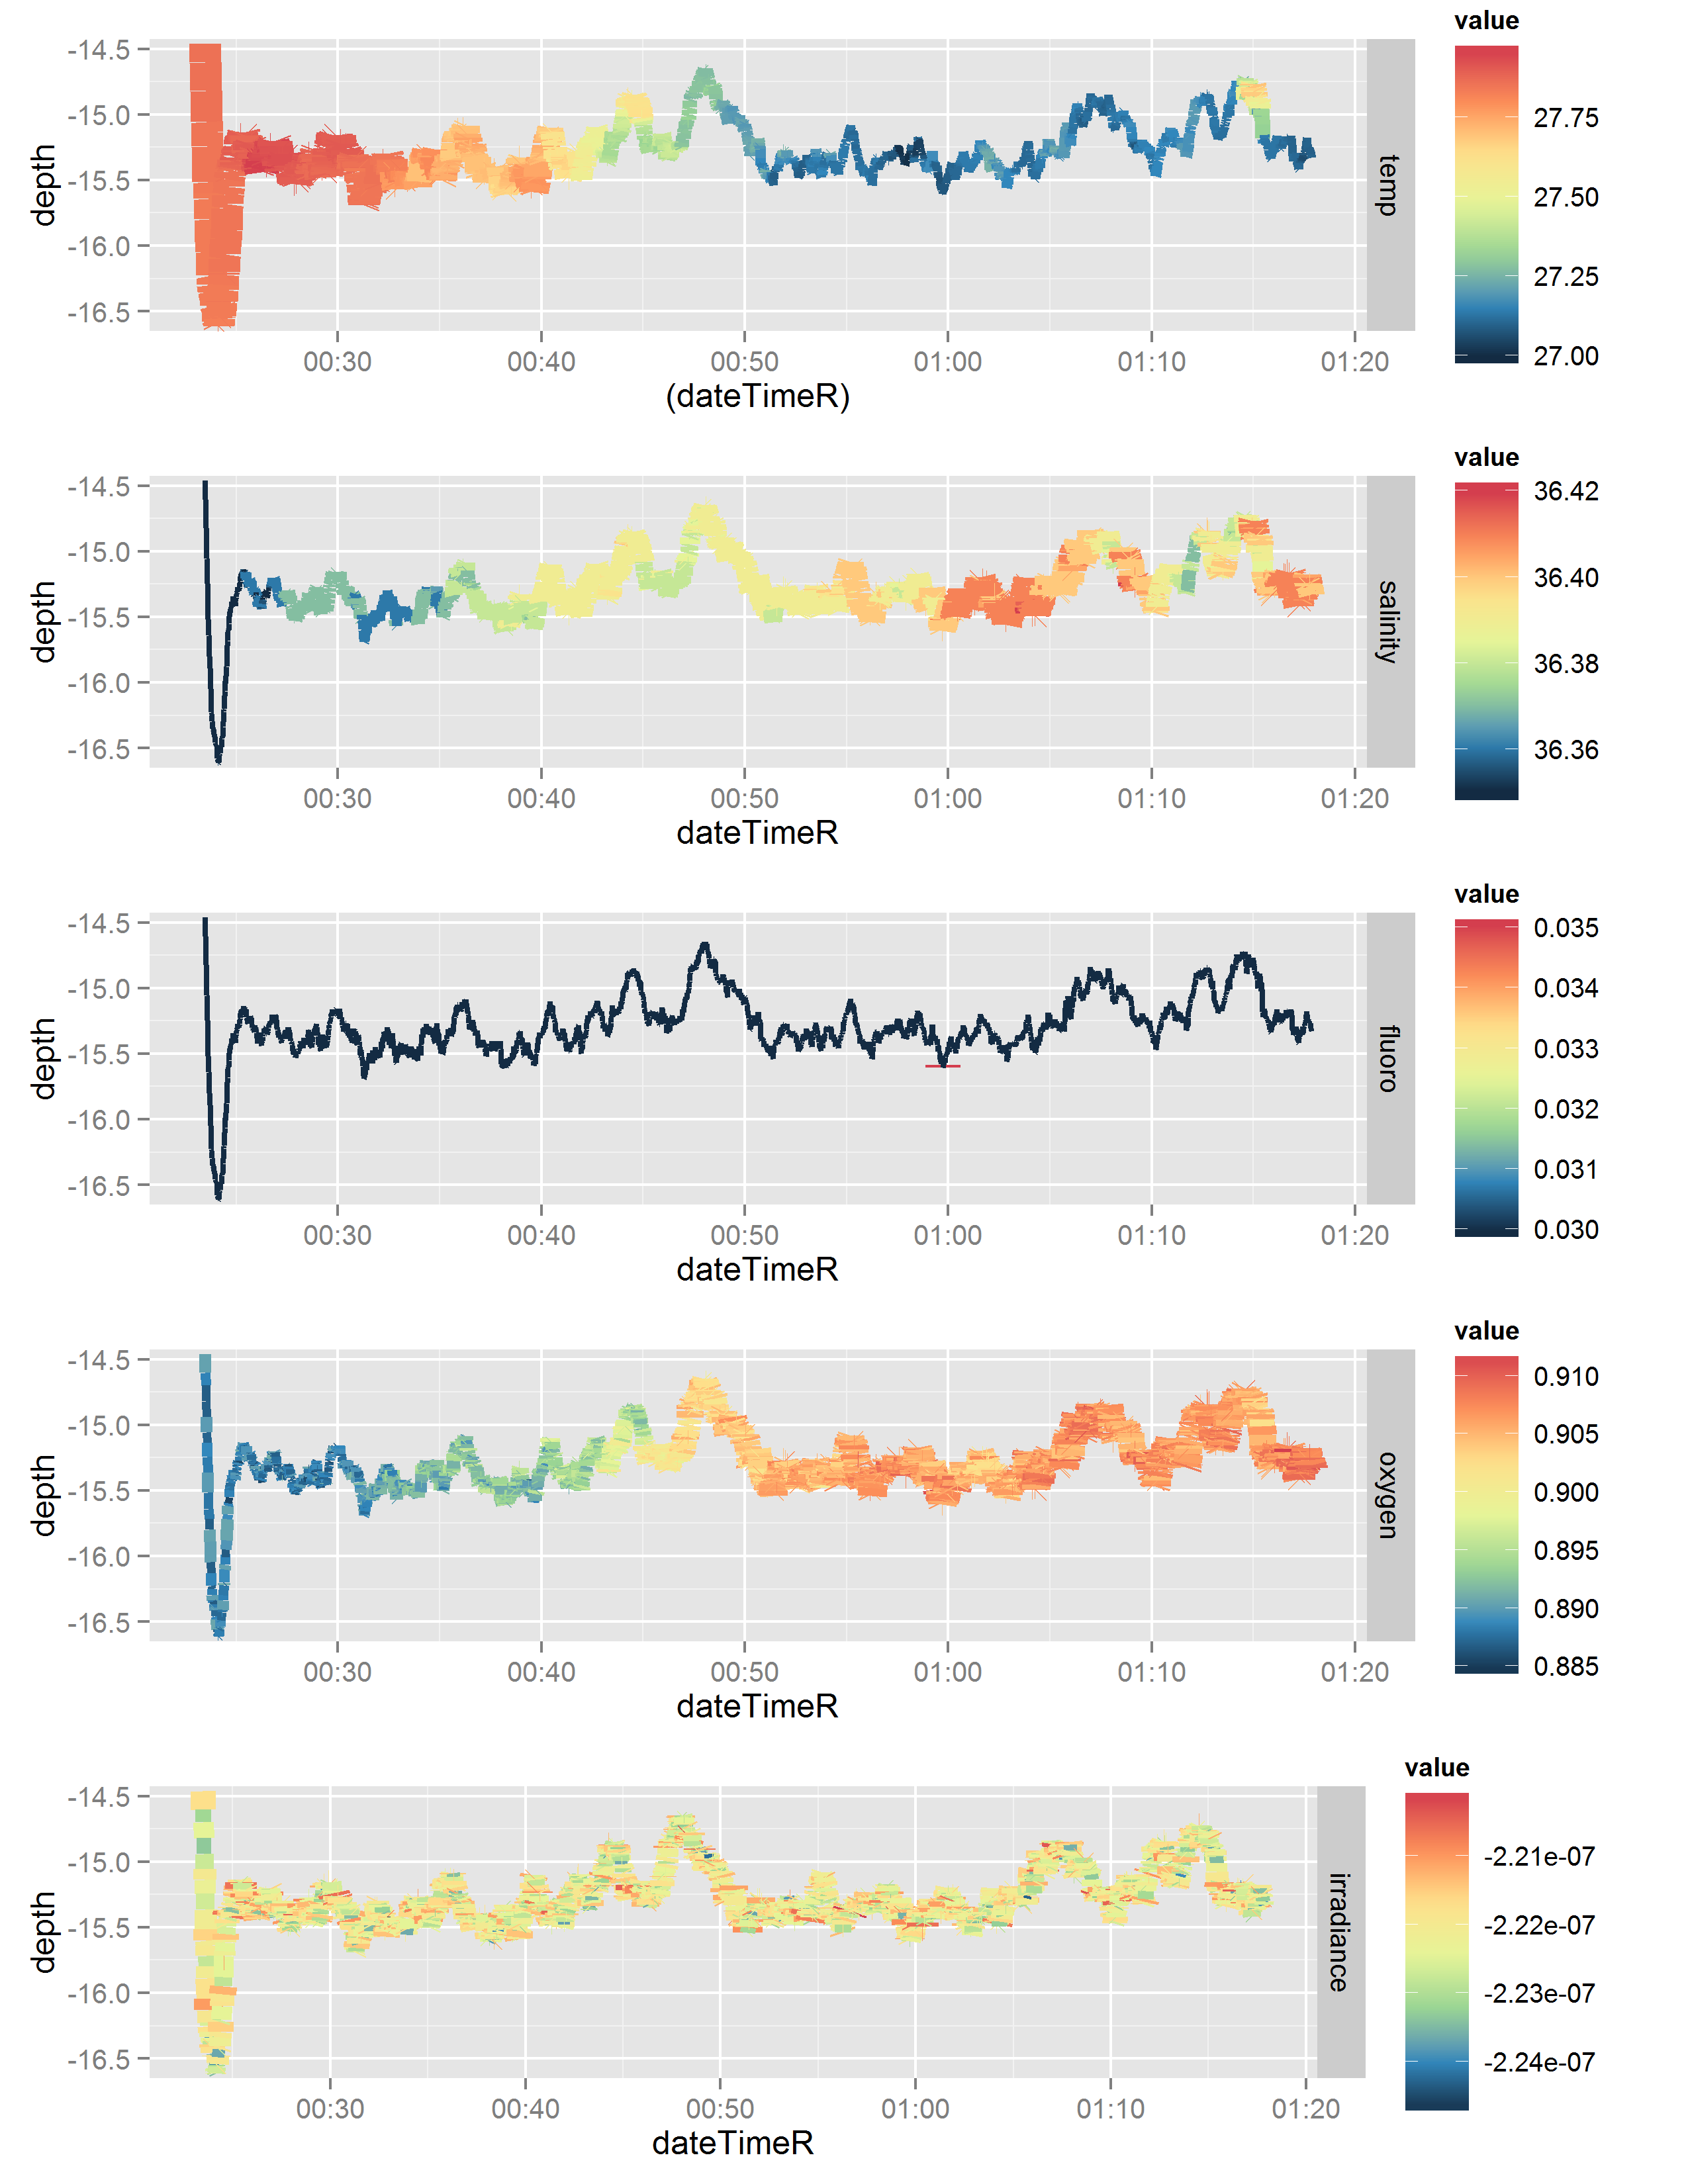 value
-14.5
-15.0
-15.5
-16.0
-16.5
depth
temp
27.75
27.50
27.25
27.00
00:30 00:40 00:50 01:00 01:10 01:20
(dateTimeR)
value
-14.5
-15.0
-15.5
-16.0
-16.5
depth
salinity
36.42
36.40
36.38
36.36
00:30 00:40 00:50 01:00 01:10 01:20
dateTimeR
value
-14.5
-15.0
-15.5
-16.0
-16.5
depth
fluoro
0.035
0.034
0.033
0.032
0.031
0.030
00:30 00:40 00:50 01:00 01:10 01:20
dateTimeR
value
-14.5
-15.0
-15.5
-16.0
-16.5
depth
oxygen
0.910
0.905
0.900
0.895
0.890
0.885
00:30 00:40 00:50 01:00 01:10 01:20
dateTimeR
value
-14.5
-15.0
-15.5
-16.0
-16.5
depth
irradiance
-2.21e-07
-2.22e-07
-2.23e-07
-2.24e-07
00:30 00:40 00:50 01:00 01:10 01:20
dateTimeR